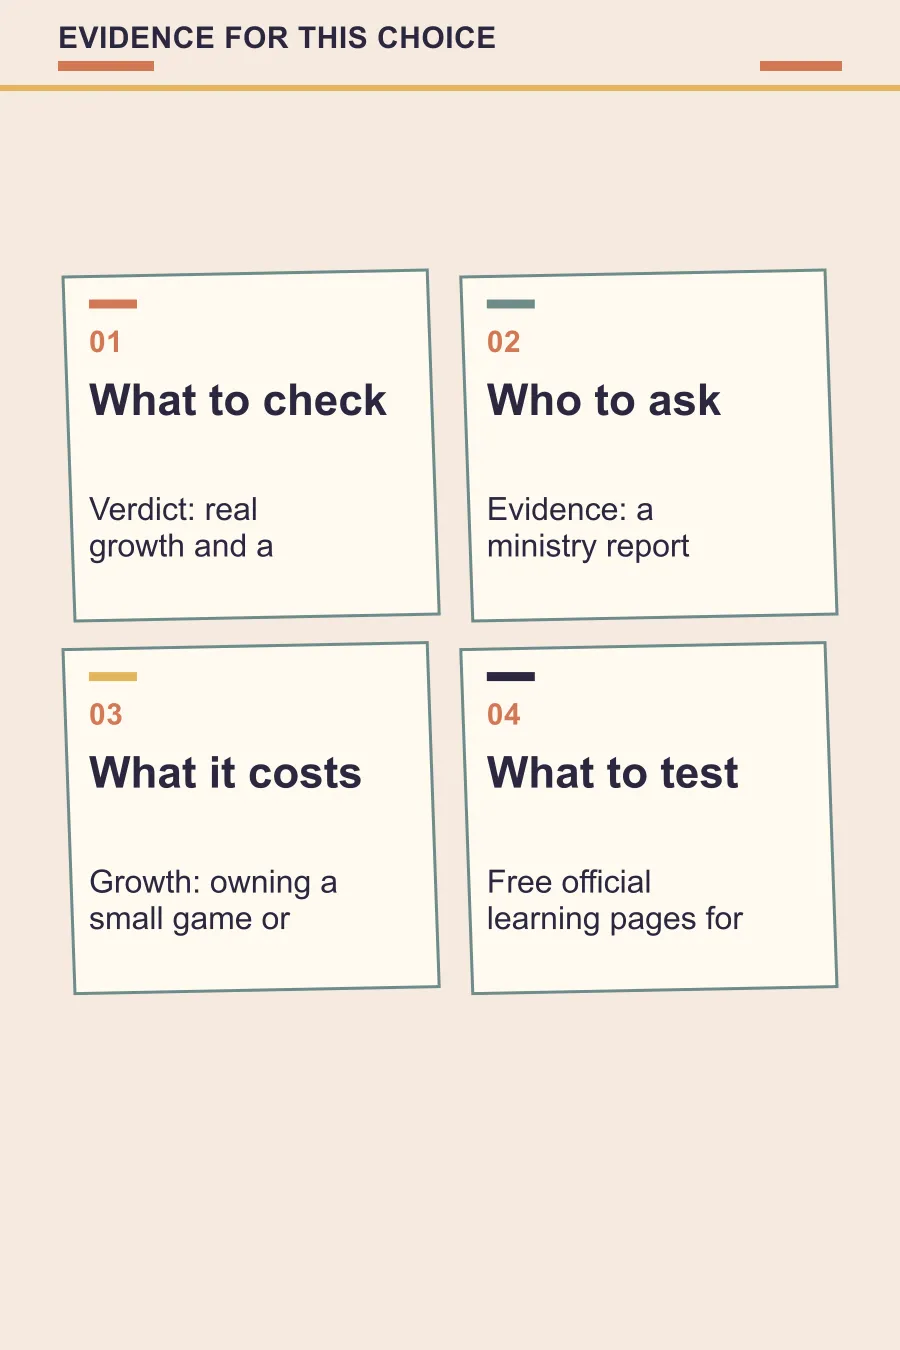 EVIDENCE FOR THIS CHOICE
01
What to check
Verdict: real
growth and a
02
Who to ask
Evidence: a
ministry report
03
What it costs
Growth: owning a
small game or
04
What to test
Free official
learning pages for